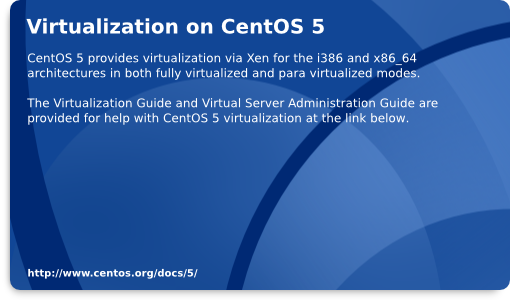 Virtualization on CentOS 5
CentOS 5 provides virtualization via Xen for the i386 and x86_64
architectures in both fully virtualized and para virtualized modes.
The Virtualization Guide and Virtual Server Administration Guide are
provided for help with CentOS 5 virtualization at the link below.
http://www.centos.org/docs/5/